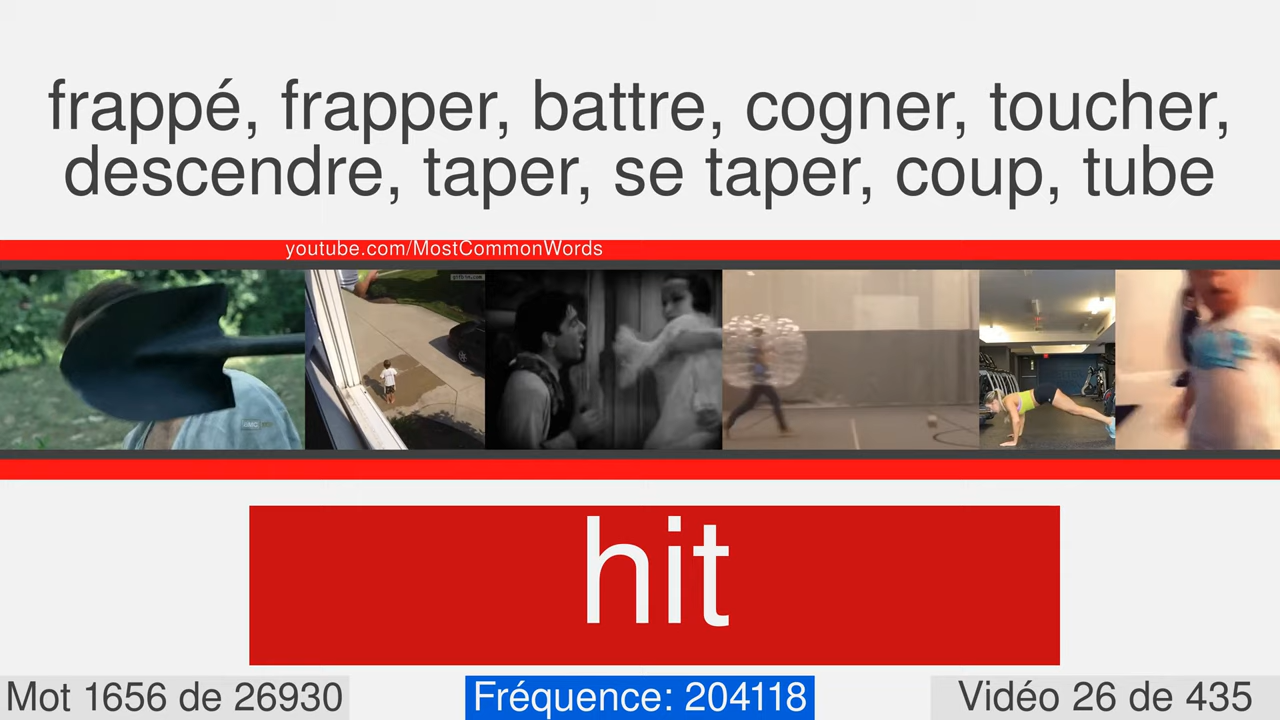 frappé, frapper, battre, cogner, toucher,
descendre, taper, se taper, coup, tube
youtube.com/MostCommonWords
hit
Mot 1656 de 26930
Fréquence: 204118
Vidéo 26 de 435